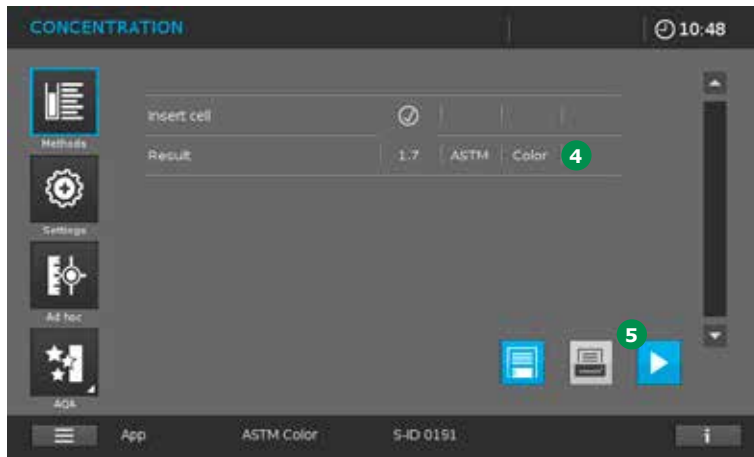 CONCENTRATION 10:48
Methods
Insert cell
Result 1.7 ASTM Color 4
Settings
Ad hoc
5
AQA
App ASTM Color S-ID 0191 i